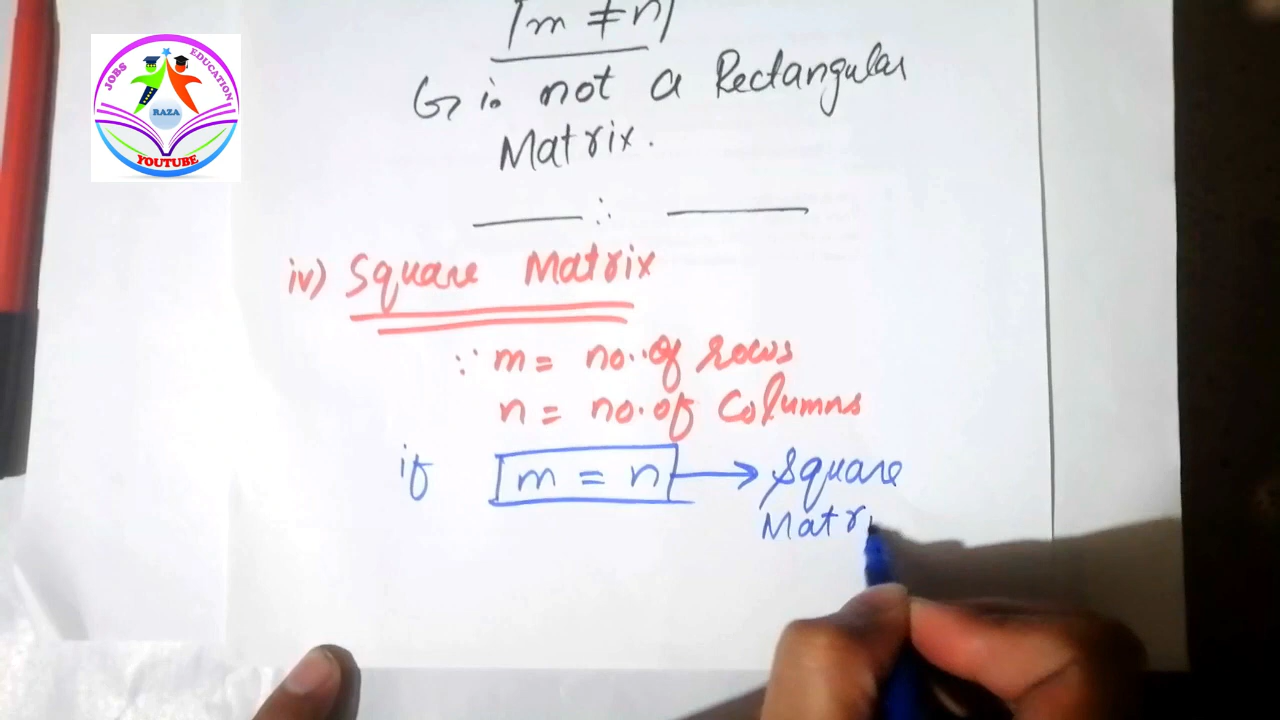 m ≠ n
G is not a Rectangular
Matrix.
∴
iv) Square Matrix
∵ m = no. of rows
n = no. of columns
if m = n → Square
Matr
JOBS EDUCATION
RAZA
YOUTUBE